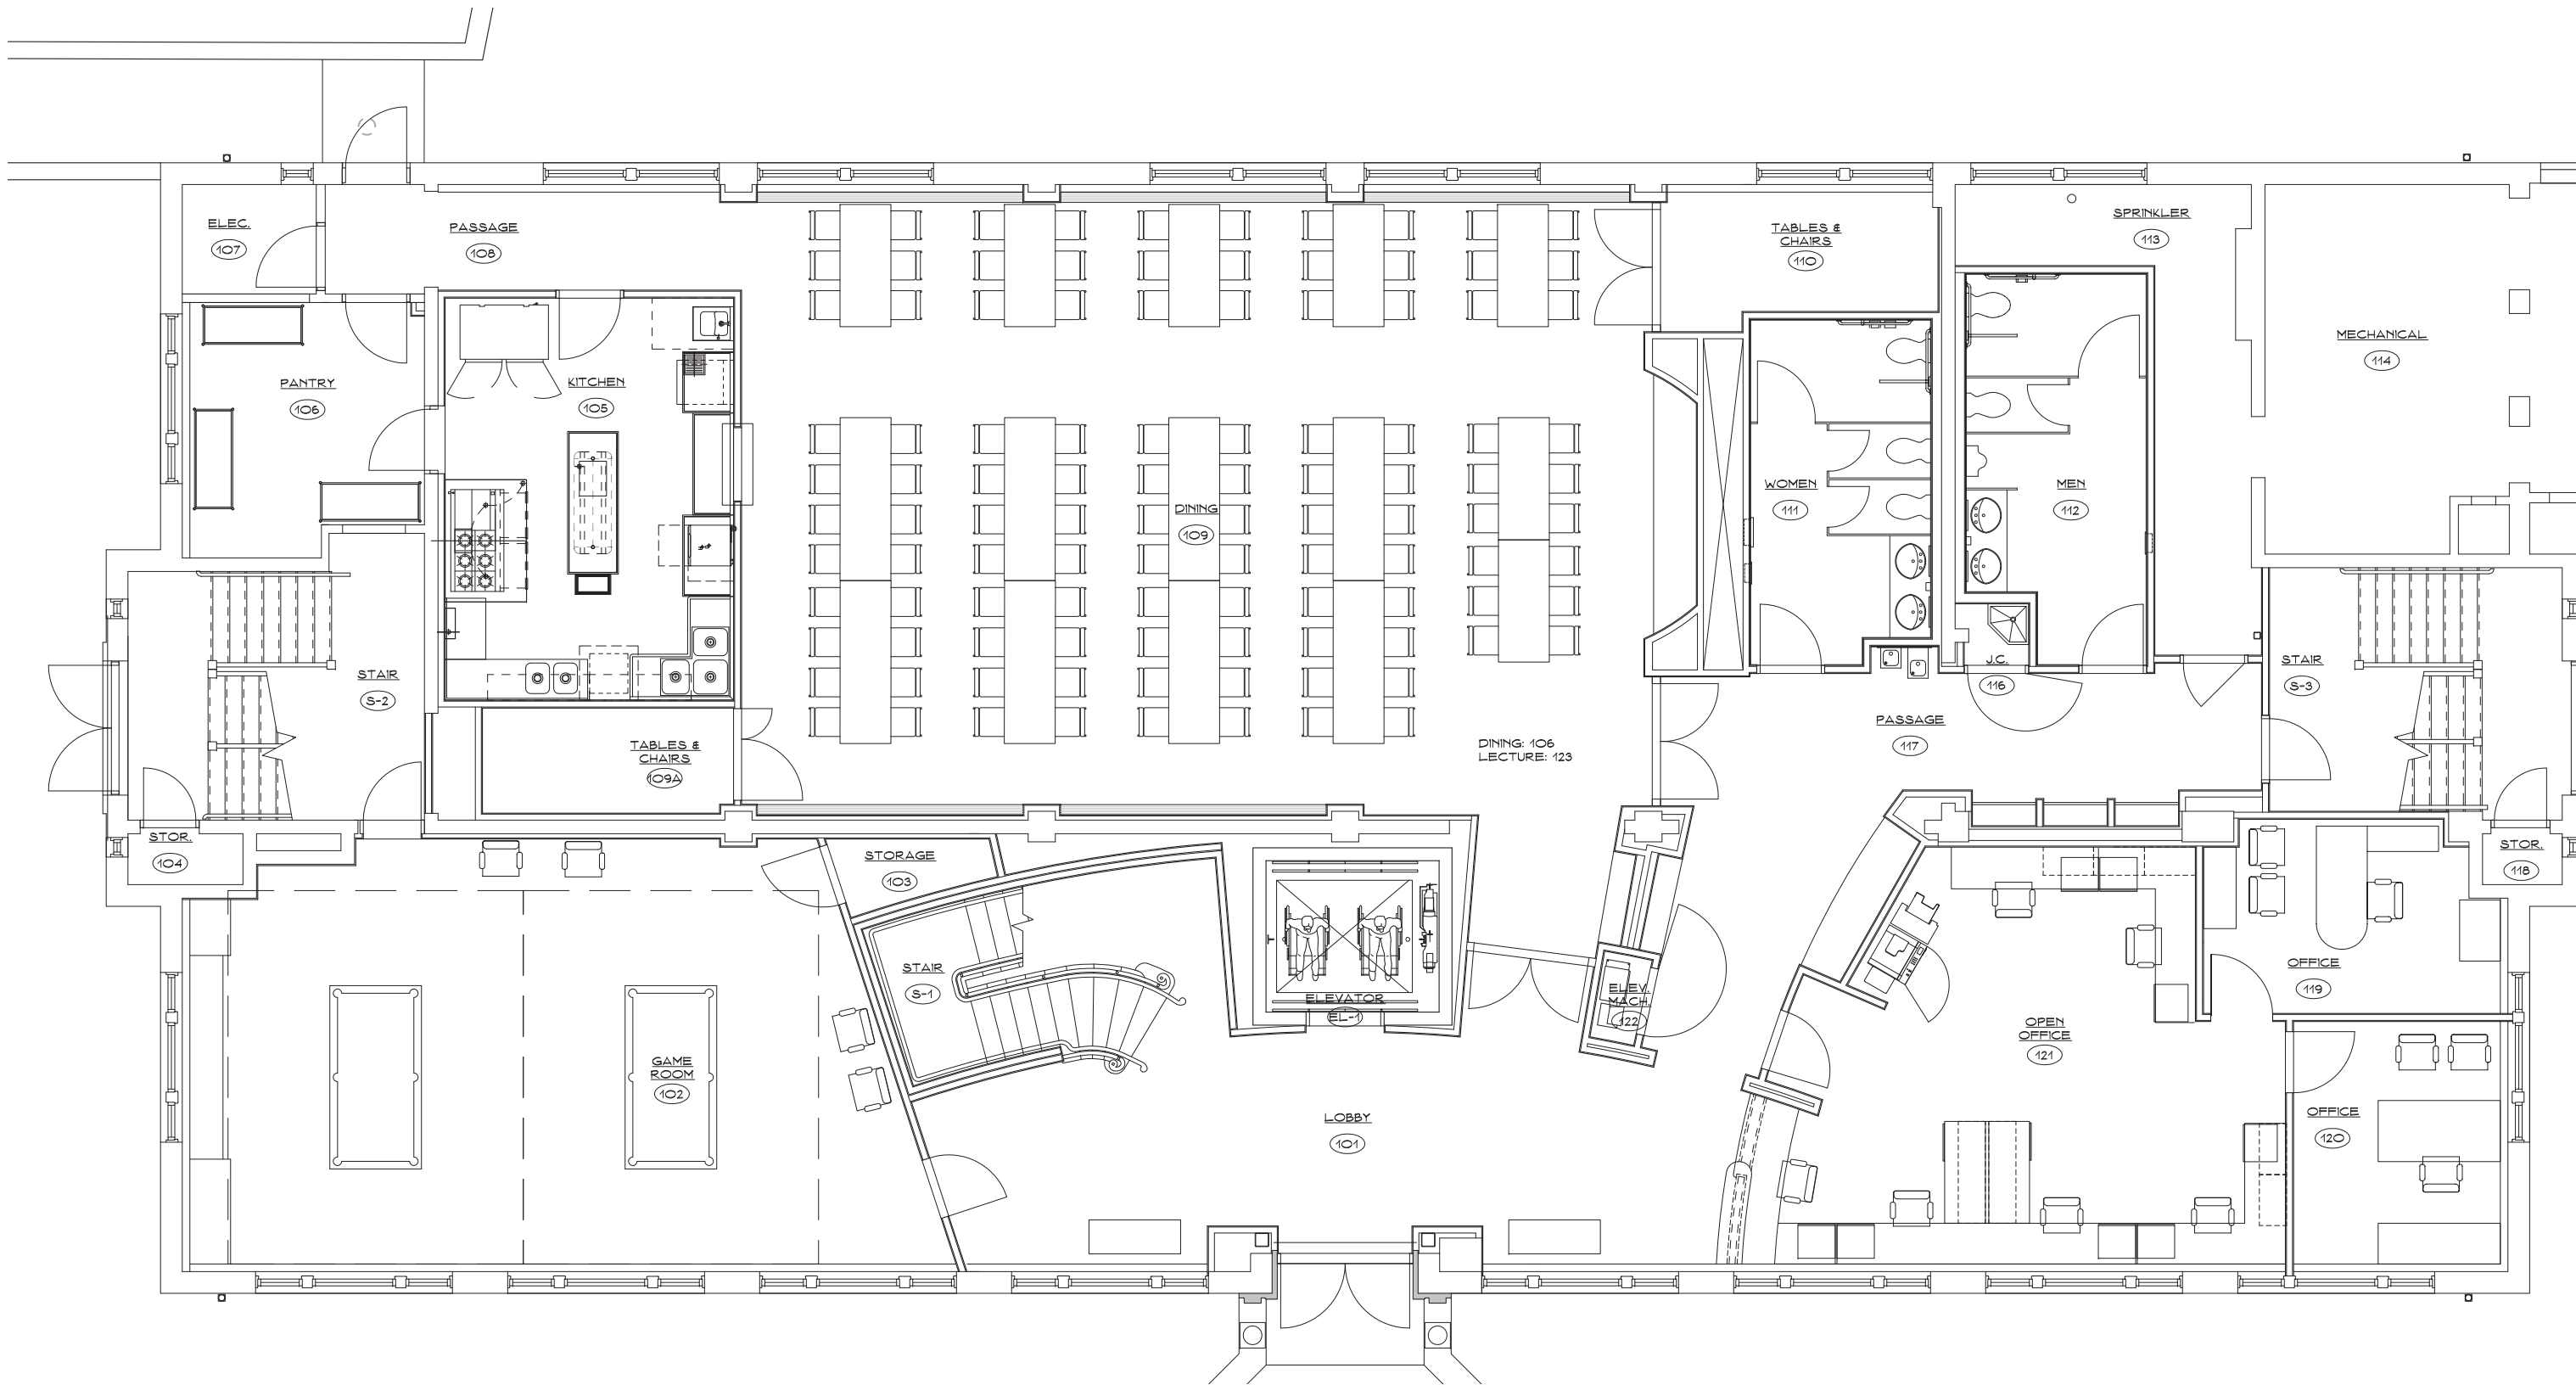 ELEC.
107
PASSAGE
108
TABLES &
CHAIRS
110
SPRINKLER
113
MECHANICAL
114
PANTRY
106
KITCHEN
105
DINING
109
WOMEN
111
MEN
112
STAIR
S-2
TABLES &
CHAIRS
109A
DINING: 106
LECTURE: 123
J.C.
116
PASSAGE
117
STAIR
S-3
STOR.
104
STORAGE
103
STOR.
118
STAIR
S-1
ELEVATOR
EL-1
ELEV.
MACH.
122
OFFICE
119
OPEN
OFFICE
121
GAME
ROOM
102
LOBBY
101
OFFICE
120